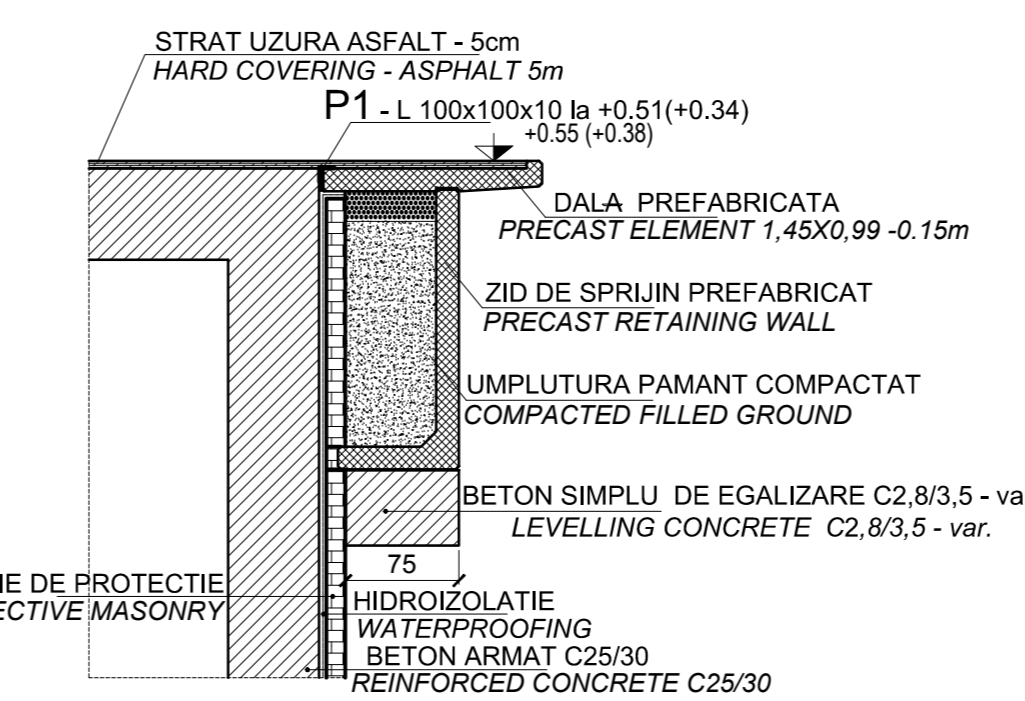 STRAT UZURA ASFALT - 5cm
HARD COVERING - ASPHALT 5m
P1 - L 100x100x10 la +0.51(+0.34)
+0.55 (+0.38)
DALA PREFABRICATA
PRECAST ELEMENT 1,45X0,99 -0.15m
ZID DE SPRIJIN PREFABRICAT
PRECAST RETAINING WALL
UMPLUTURA PAMANT COMPACTAT
COMPACTED FILLED GROUND
BETON SIMPLU DE EGALIZARE C2,8/3,5 - va
LEVELLING CONCRETE C2,8/3,5 - var.
75
IE DE PROTECTIE
ECTIVE MASONRY
HIDROIZOLATIE
WATERPROOFING
BETON ARMAT C25/30
REINFORCED CONCRETE C25/30